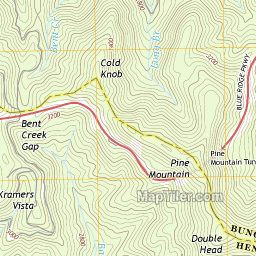 Cold
Knob
BLUE RIDGE PKWY
1200
Bent
Creek
Gap
Pine
Mountain Tun
Pine
Mountain
Kramers
Vista
MapTiler.com
Double
Head
BUNC
HEN